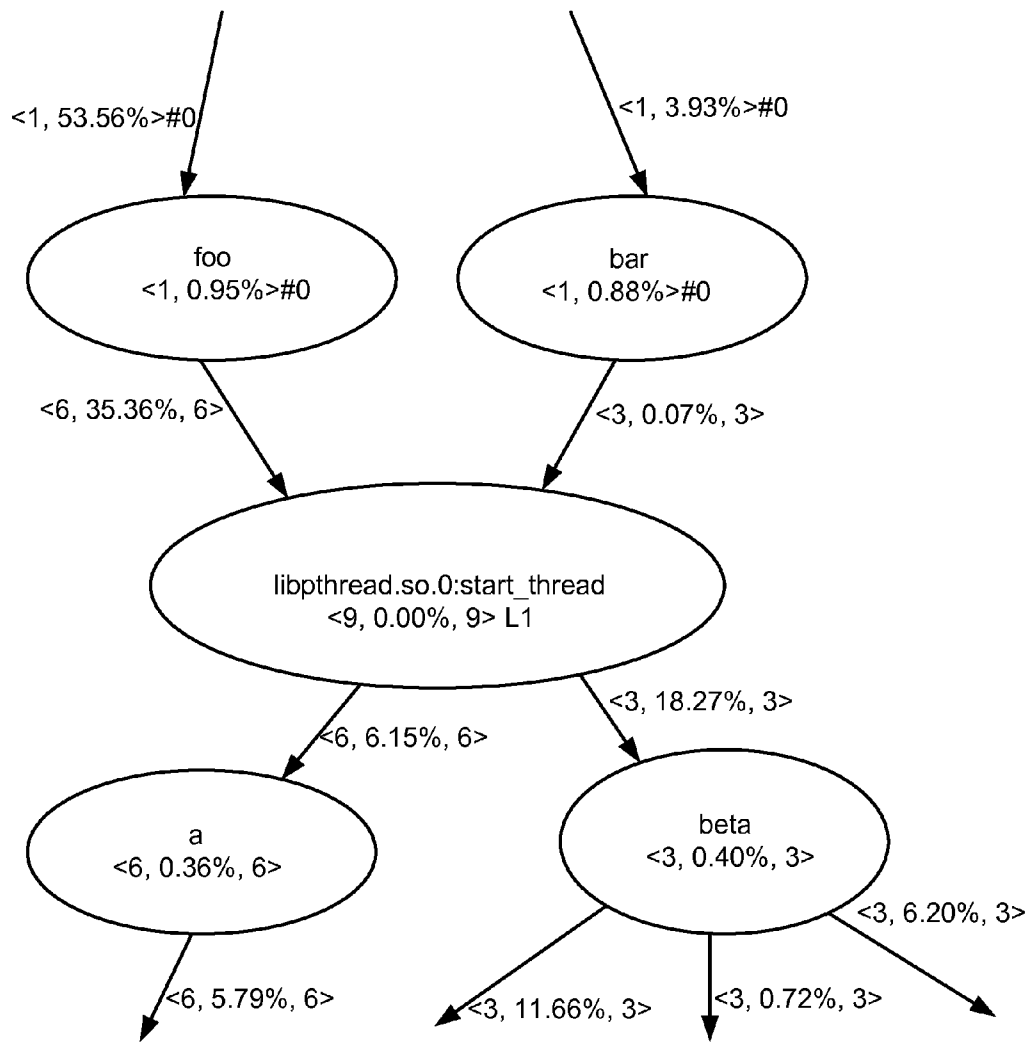 <1, 53.56%>#0
<1, 3.93%>#0
foo
<1, 0.95%>#0
bar
<1, 0.88%>#0
<6, 35.36%, 6>
<3, 0.07%, 3>
libpthread.so.0:start_thread
<9, 0.00%, 9> L1
<6, 6.15%, 6>
<3, 18.27%, 3>
a
<6, 0.36%, 6>
beta
<3, 0.40%, 3>
<3, 6.20%, 3>
<6, 5.79%, 6>
<3, 11.66%, 3>
<3, 0.72%, 3>